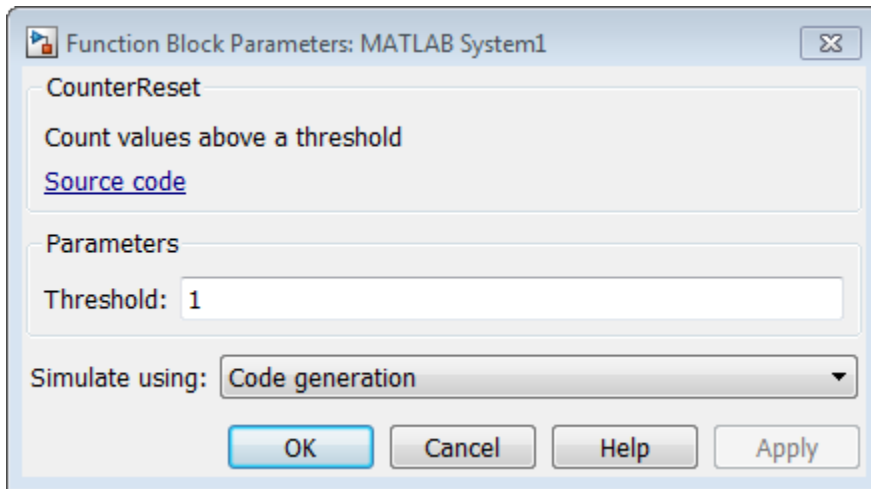 Function Block Parameters: MATLAB System1
CounterReset
Count values above a threshold
Source code
Parameters
Threshold: 1
Simulate using: Code generation
OK Cancel Help Apply